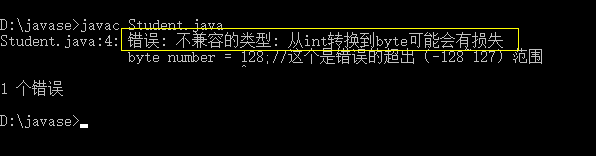 D:\javase>javac Student.java
Student.java:4: 错误: 不兼容的类型: 从int转换到byte可能会有损失
byte number = 128;//这个是错误的超出（-128 127）范围
^
1 个错误
D:\javase>